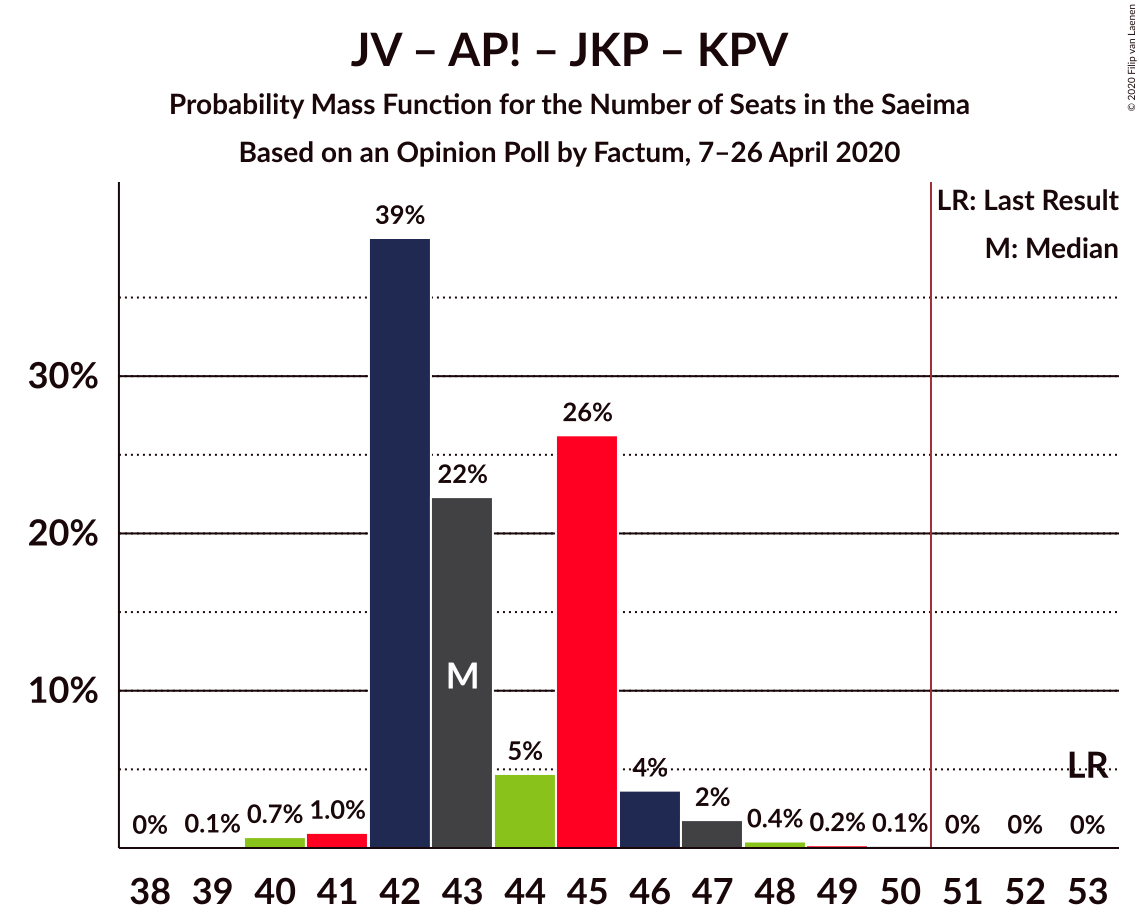 JV – AP! – JKP – KPV
Probability Mass Function for the Number of Seats in the Saeima
Based on an Opinion Poll by Factum, 7–26 April 2020
© 2020 Filip van Laenen
LR: Last Result
M: Median
39%
30%
26%
22%
20%
M
10%
5%
LR
4%
2%
0% 0.1% 0.7% 1.0% 0.4% 0.2% 0.1% 0% 0% 0%
38 39 40 41 42 43 44 45 46 47 48 49 50 51 52 53